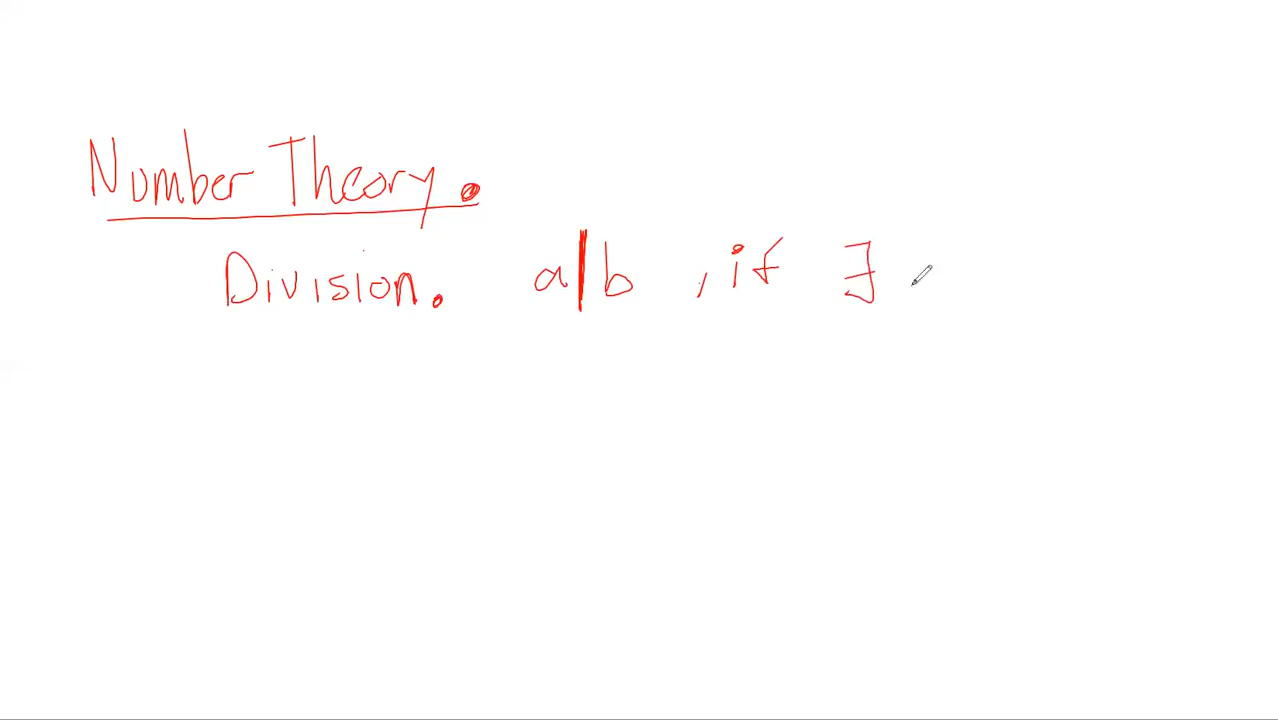 Number Theory.
Division. a|b , if ∃